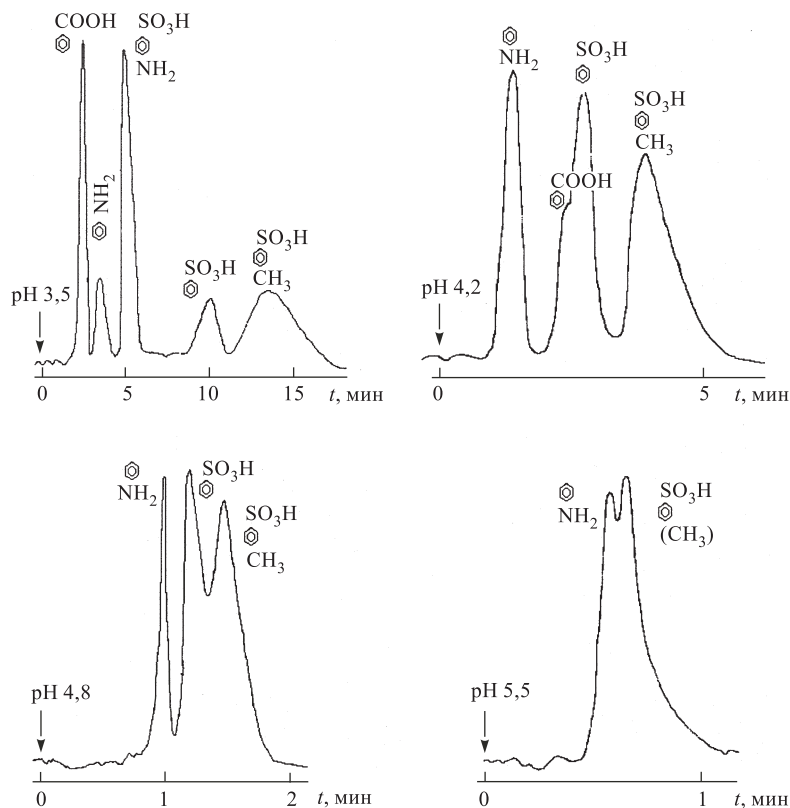 COOH
SO₃H
NH₂
NH₂
SO₃H
SO₃H
CH₃
pH 3,5
0 5 10 15 t, мин
NH₂
SO₃H
COOH
SO₃H
CH₃
pH 4,2
0 5 t, мин
NH₂
SO₃H
SO₃H
CH₃
pH 4,8
0 1 2 t, мин
NH₂
SO₃H
(CH₃)
pH 5,5
0 1 t, мин